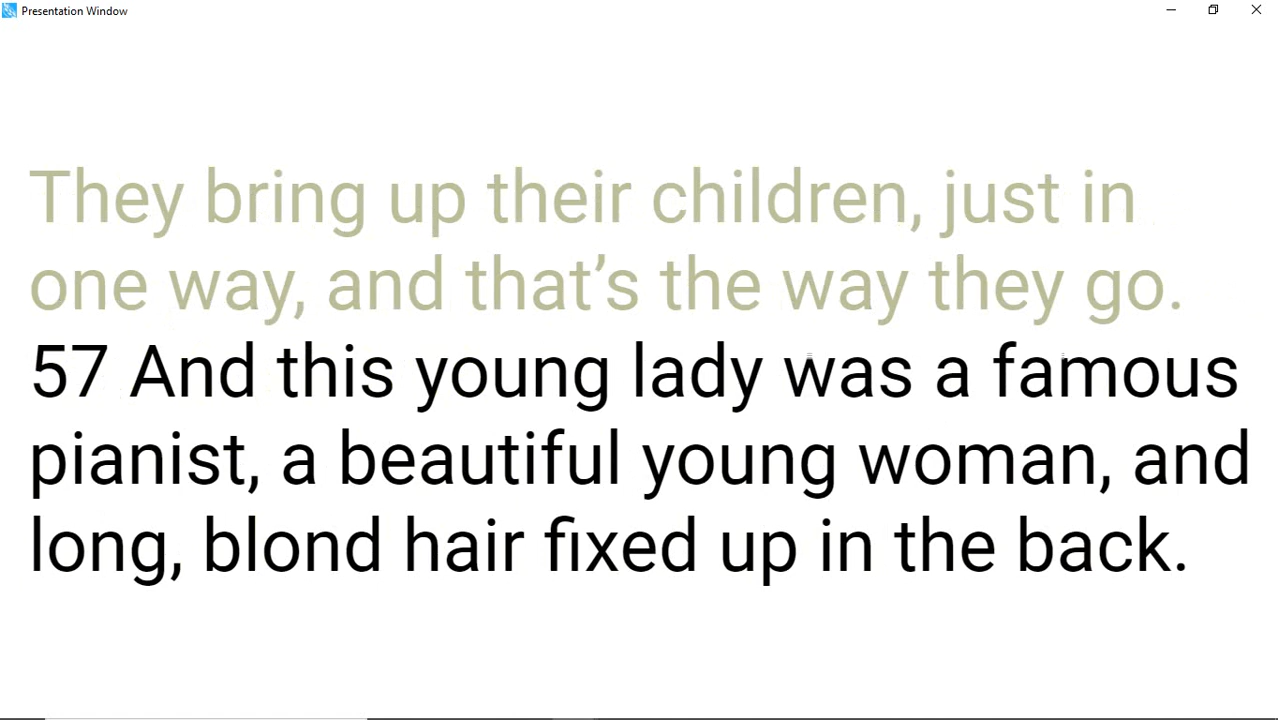 Presentation Window
They bring up their children, just in
one way, and that’s the way they go.
57 And this young lady was a famous
pianist, a beautiful young woman, and
long, blond hair fixed up in the back.